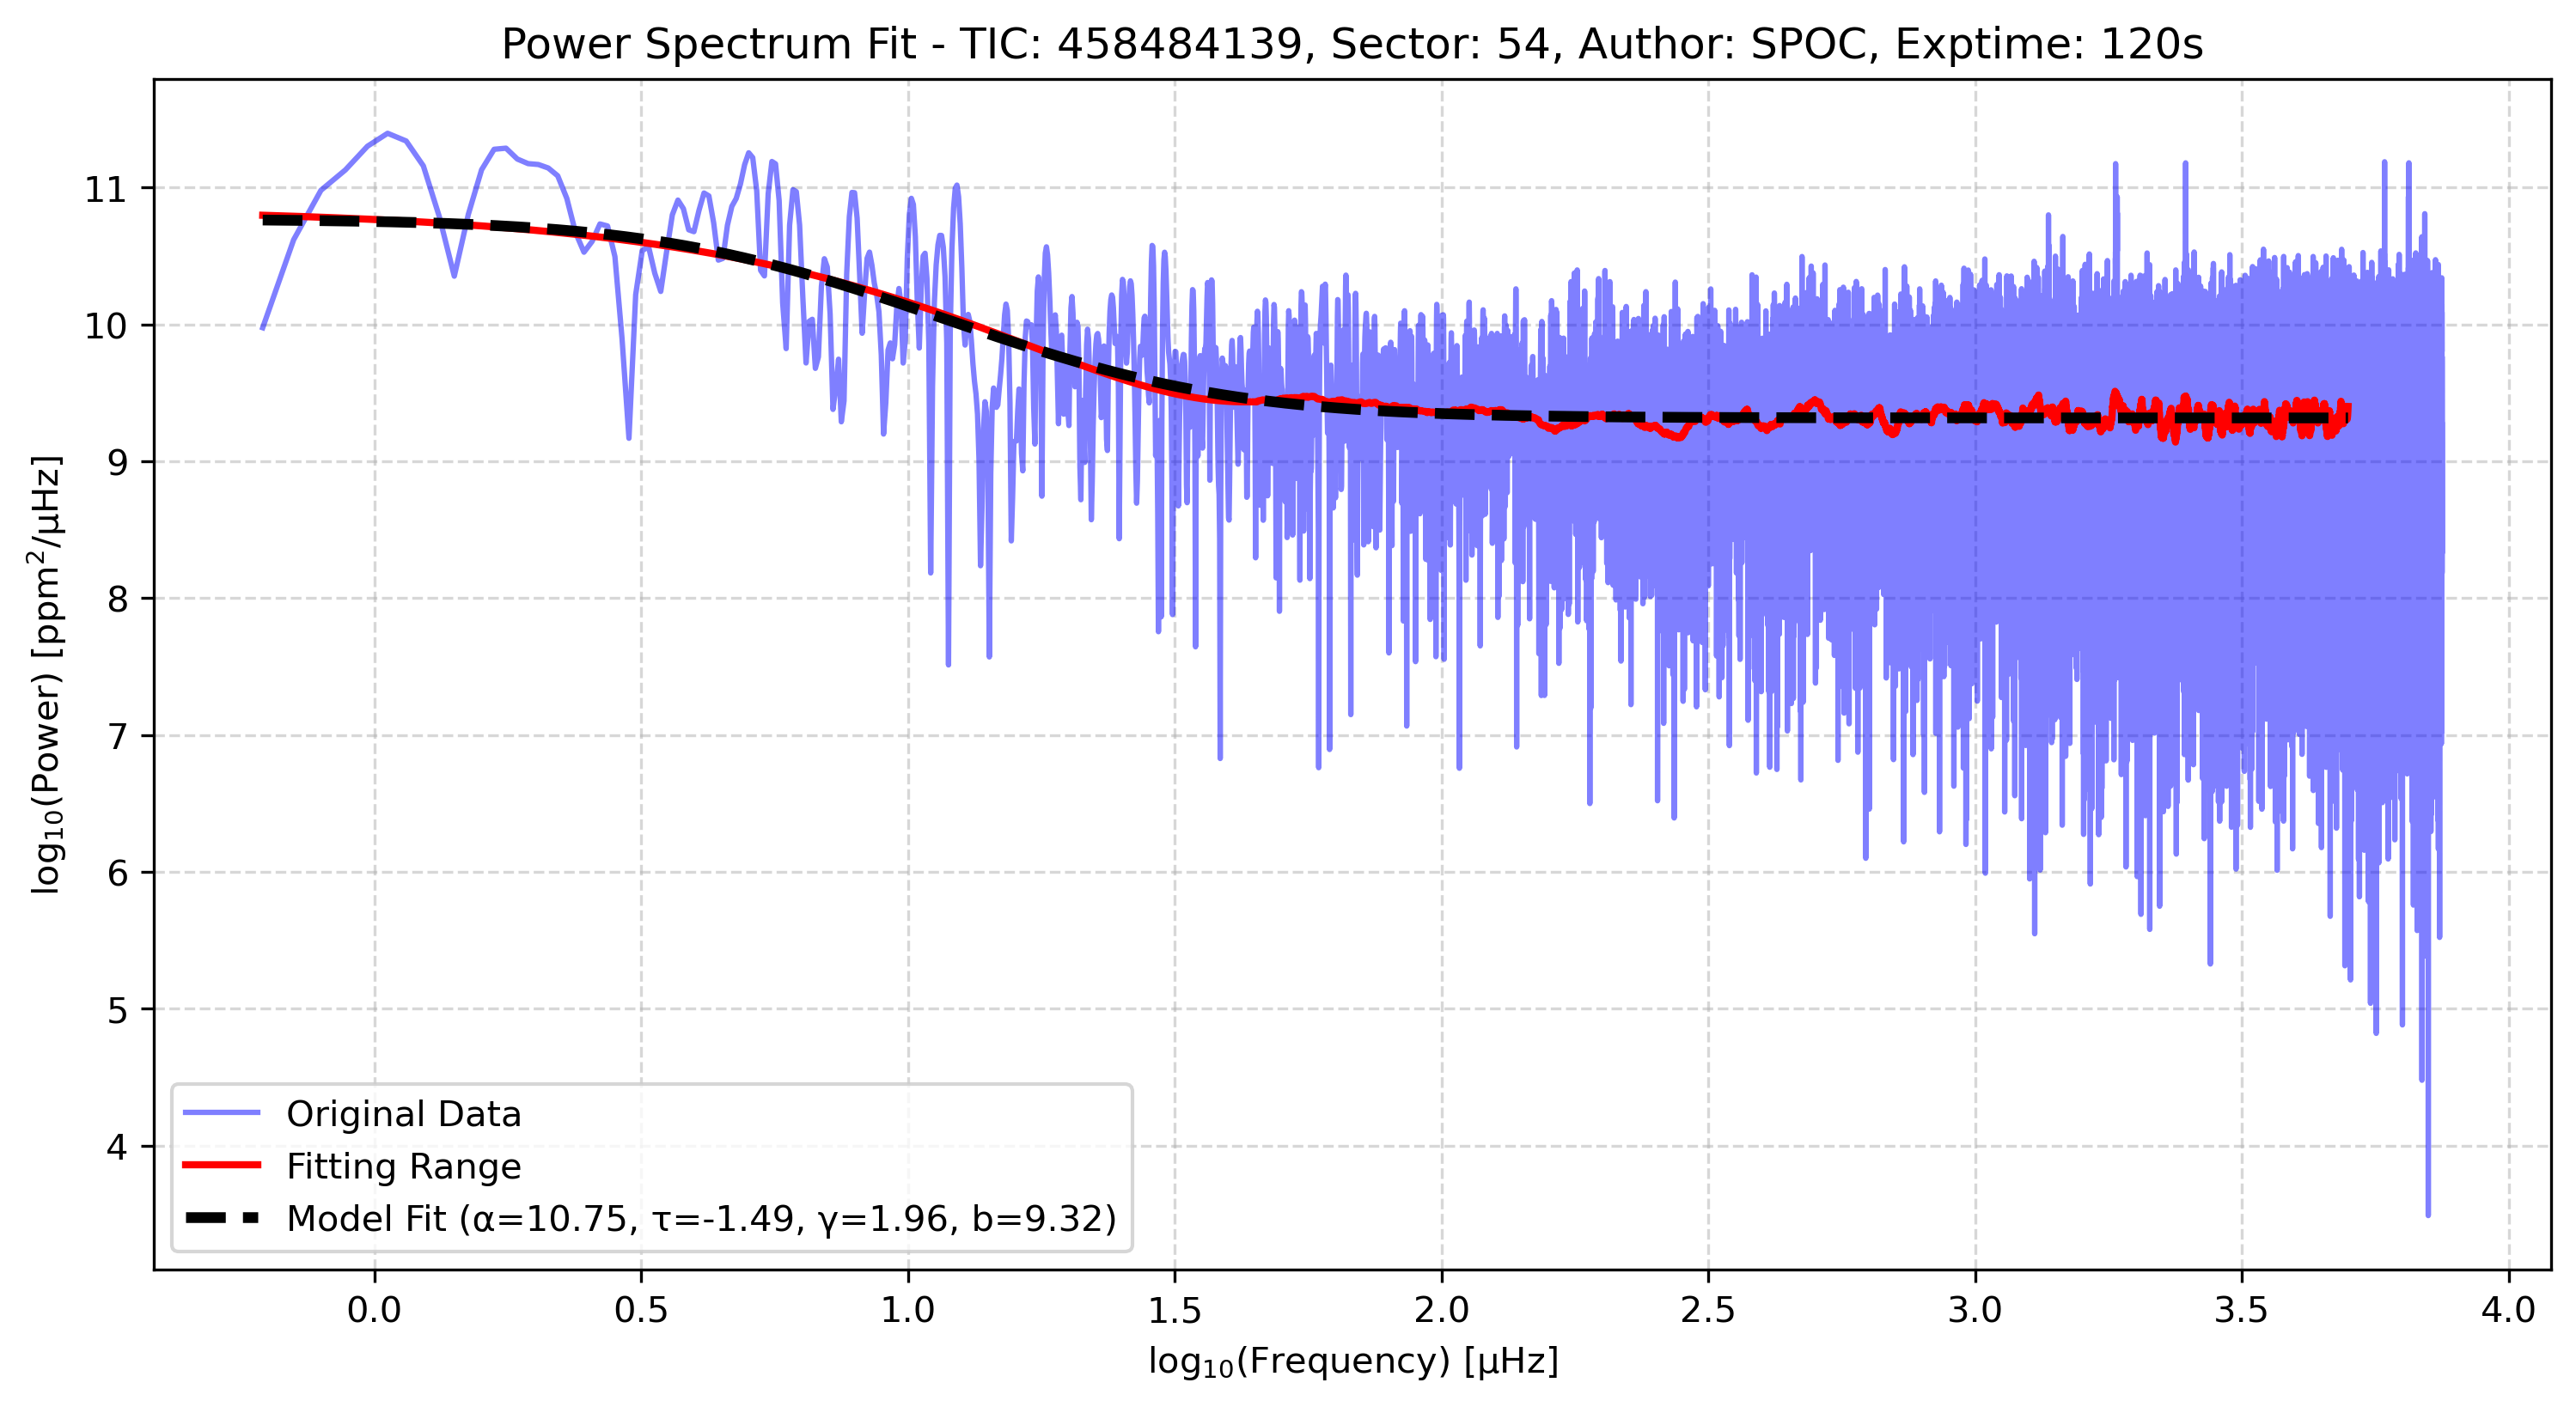 Power Spectrum Fit - TIC: 458484139, Sector: 54, Author: SPOC, Exptime: 120s
log₁₀(Power) [ppm²/μHz]
11
10
9
8
7
6
5
4
Original Data
Fitting Range
Model Fit (α=10.75, τ=-1.49, γ=1.96, b=9.32)
0.0 0.5 1.0 1.5 2.0 2.5 3.0 3.5 4.0
log₁₀(Frequency) [μHz]